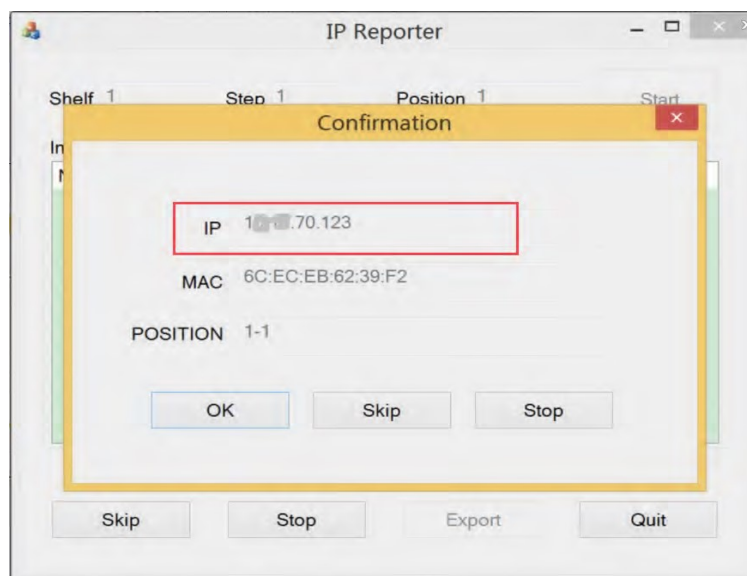 IP Reporter
Shelf 1 Step 1 Position 1 Start
Confirmation
In
IP .70.123
MAC 6C:EC:EB:62:39:F2
POSITION 1-1
OK Skip Stop
Skip Stop Export Quit